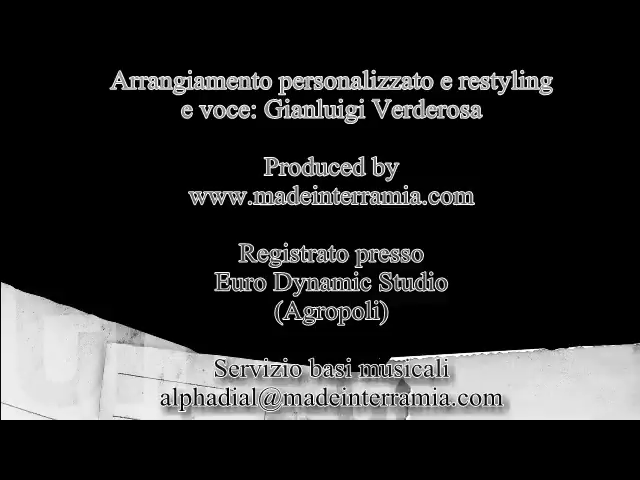 Arrangiamento personalizzato e restyling
e voce: Gianluigi Verderosa
Produced by
www.madeinterramia.com
Registrato presso
Euro Dynamic Studio
(Agropoli)
Servizio basi musicali
alphadial@madeinterramia.com